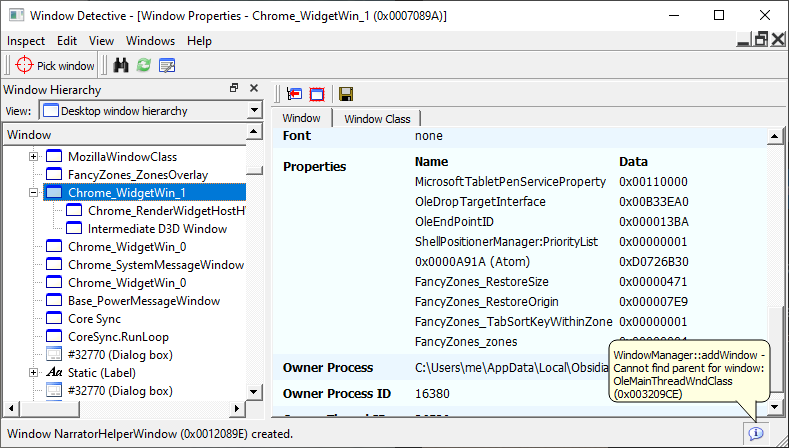 Window Detective - [Window Properties - Chrome_WidgetWin_1 (0x0007089A)]
Inspect Edit View Windows Help
Pick window
Window Hierarchy
View: Desktop window hierarchy
Window
MozillaWindowClass
FancyZones_ZonesOverlay
Chrome_WidgetWin_1
Chrome_RenderWidgetHostH
Intermediate D3D Window
Chrome_WidgetWin_0
Chrome_SystemMessageWindow
Chrome_WidgetWin_0
Base_PowerMessageWindow
Core Sync
CoreSync.RunLoop
#32770 (Dialog box)
Static (Label)
#32770 (Dialog box)
Window Window Class
Font none
Properties Name Data
MicrosoftTabletPenServiceProperty 0x00110000
OleDropTargetInterface 0x00B33EA0
OleEndPointID 0x000013BA
ShellPositionerManager:PriorityList 0x00000001
0x0000A91A (Atom) 0xD0726B30
FancyZones_RestoreSize 0x00000471
FancyZones_RestoreOrigin 0x000007E9
FancyZones_TabSortKeyWithinZone 0x00000001
FancyZones_zones
Owner Process C:\Users\me\AppData\Local\Obsidia
Owner Process ID 16380
WindowManager::addWindow -
Cannot find parent for window:
OleMainThreadWndClass
(0x003209CE)
Window NarratorHelperWindow (0x0012089E) created.